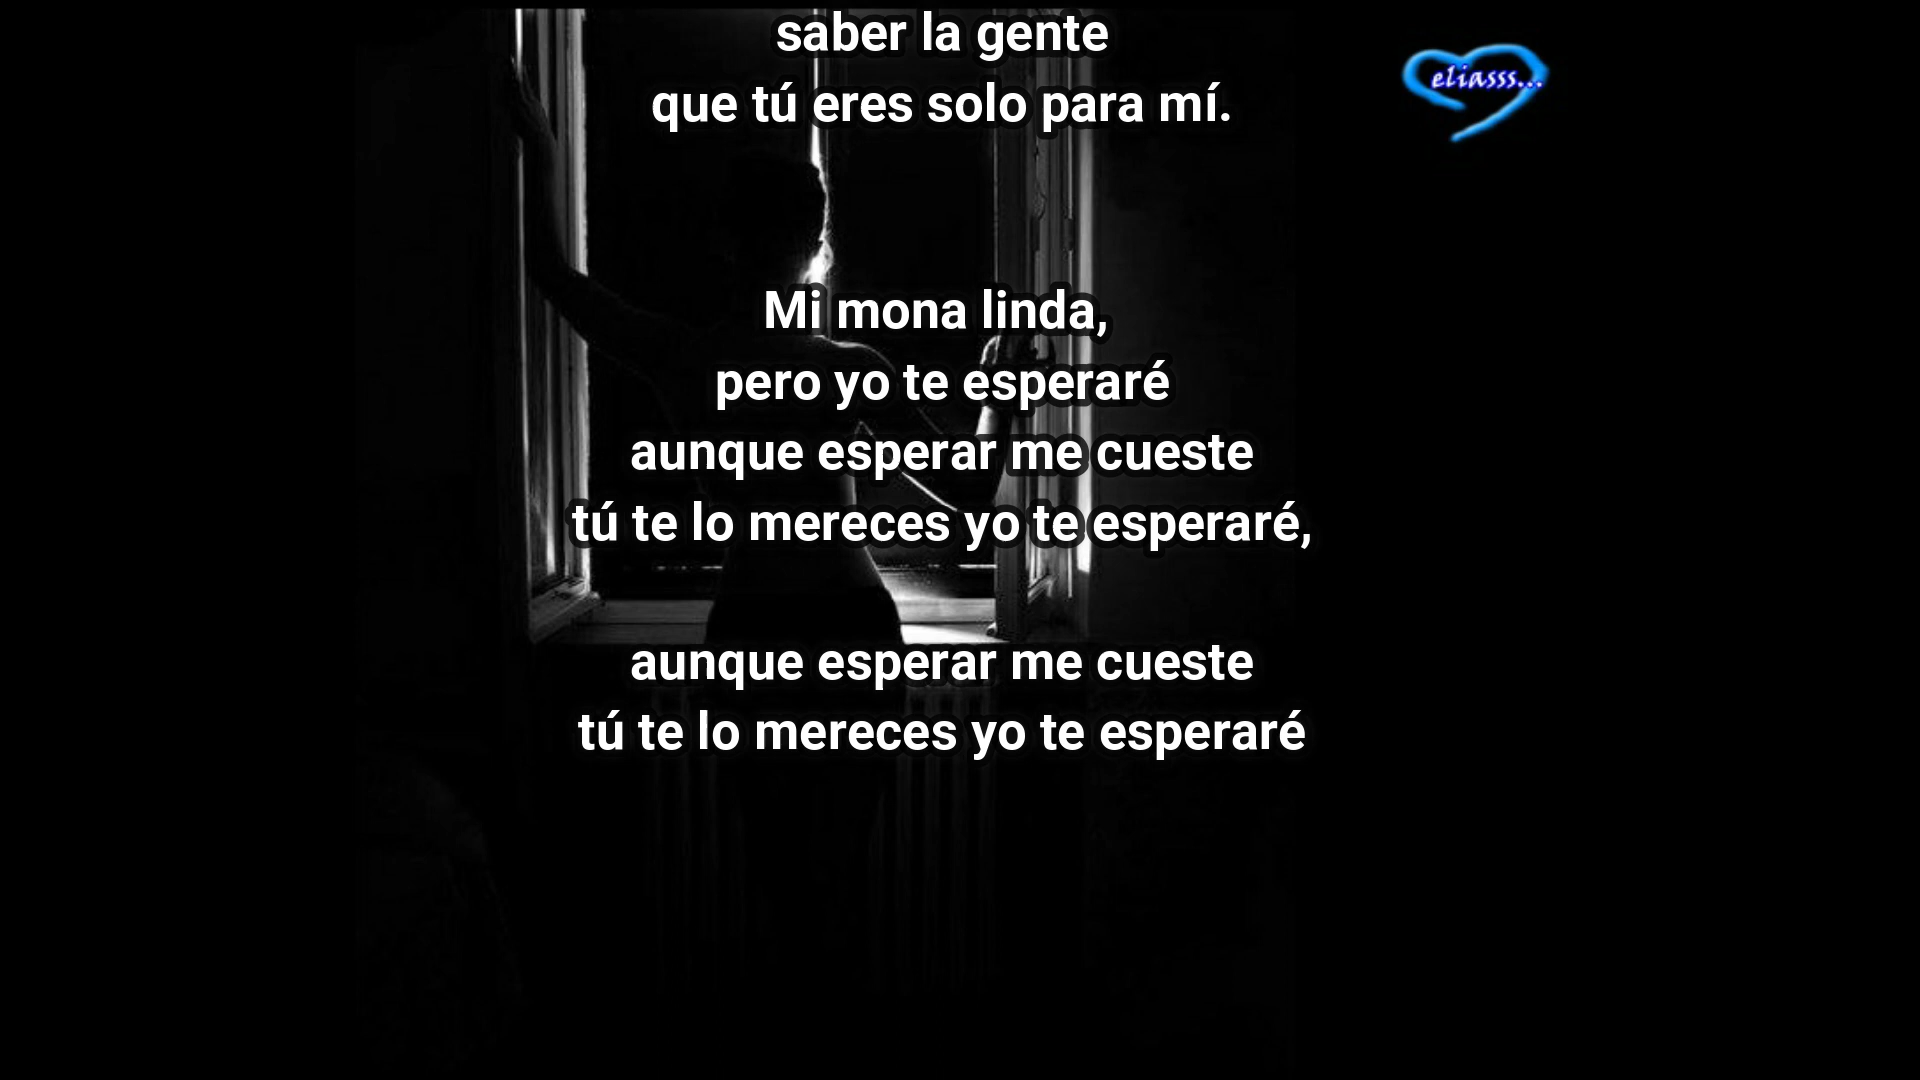 saber la gente
que tú eres solo para mí.
eliasss...
Mi mona linda,
pero yo te esperaré
aunque esperar me cueste
tú te lo mereces yo te esperaré,
aunque esperar me cueste
tú te lo mereces yo te esperaré